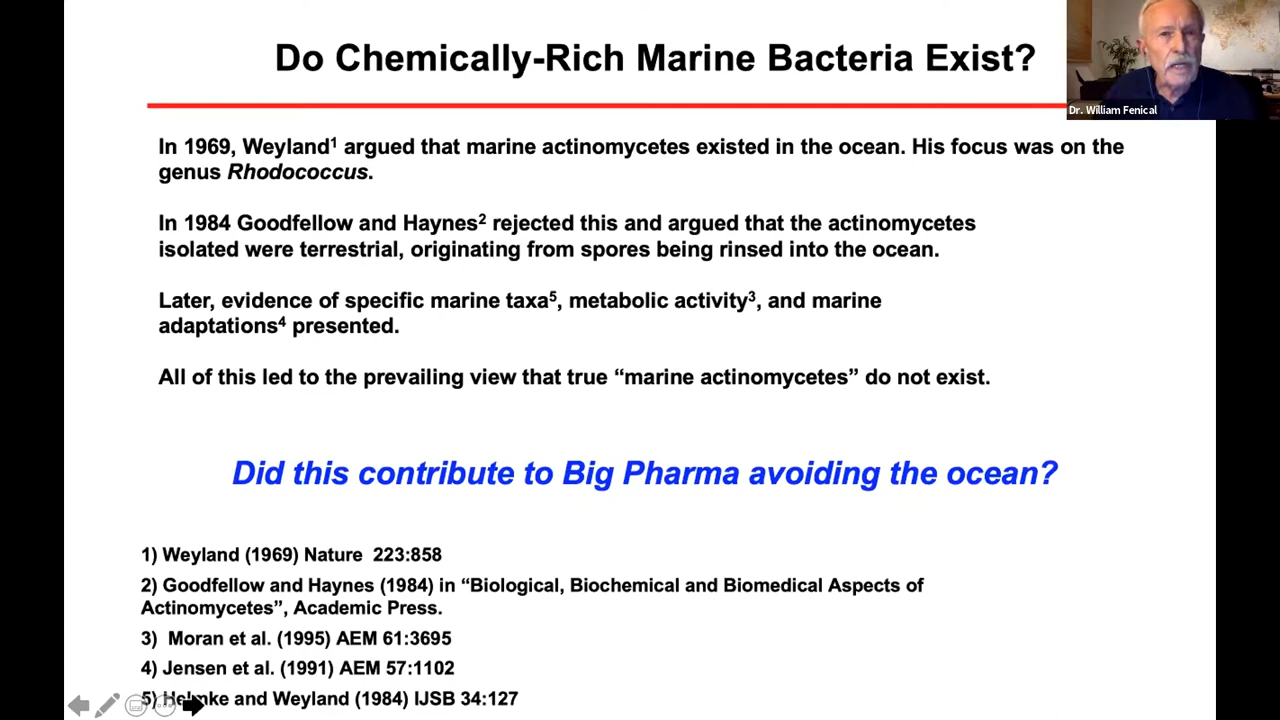 Do Chemically-Rich Marine Bacteria Exist?
Dr. William Fenical
In 1969, Weyland¹ argued that marine actinomycetes existed in the ocean. His focus was on the
genus Rhodococcus.
In 1984 Goodfellow and Haynes² rejected this and argued that the actinomycetes
isolated were terrestrial, originating from spores being rinsed into the ocean.
Later, evidence of specific marine taxa⁵, metabolic activity³, and marine
adaptations⁴ presented.
All of this led to the prevailing view that true “marine actinomycetes” do not exist.
Did this contribute to Big Pharma avoiding the ocean?
1) Weyland (1969) Nature 223:858
2) Goodfellow and Haynes (1984) in “Biological, Biochemical and Biomedical Aspects of
Actinomycetes”, Academic Press.
3) Moran et al. (1995) AEM 61:3695
4) Jensen et al. (1991) AEM 57:1102
5) Helmke and Weyland (1984) IJSB 34:127